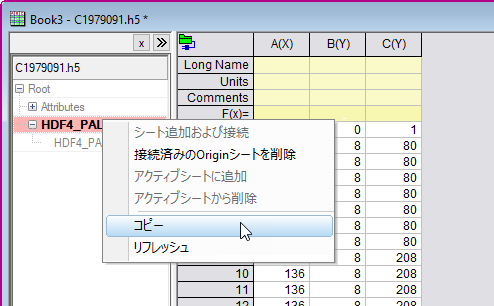 Book3 - C1979091.h5 *
x
A(X) B(Y) C(Y)
C1979091.h5
Long Name
Root
Units
Attributes
Comments
F(x)=
HDF4_PAL
0 1
HDF4_PA
8 80
シート追加および接続
接続済みのOriginシートを削除
8 80
アクティブシートに追加
8 80
アクティブシートから削除
8 80
コピー
8 80
8 80
リフレッシュ
8 208
10 136 8 208
11 136 8 208
12 136 8 208